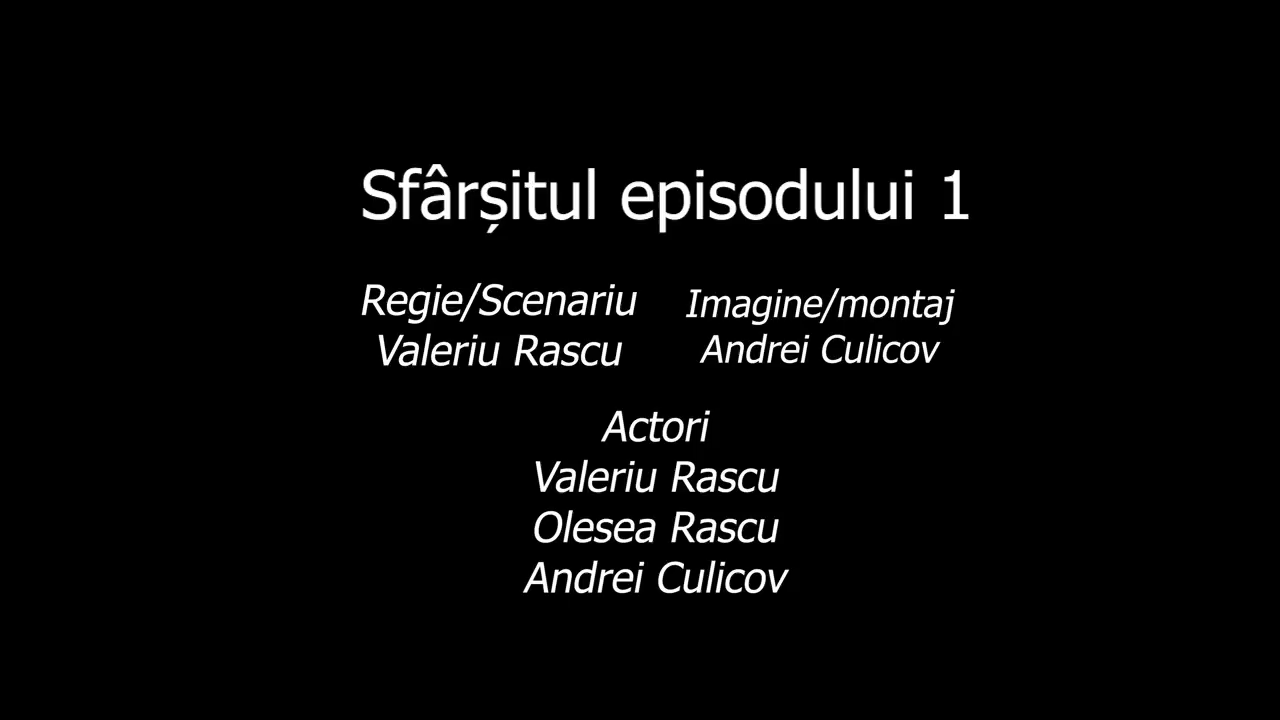 Sfârșitul episodului 1
Regie/Scenariu
Valeriu Rascu
Imagine/montaj
Andrei Culicov
Actori
Valeriu Rascu
Olesea Rascu
Andrei Culicov